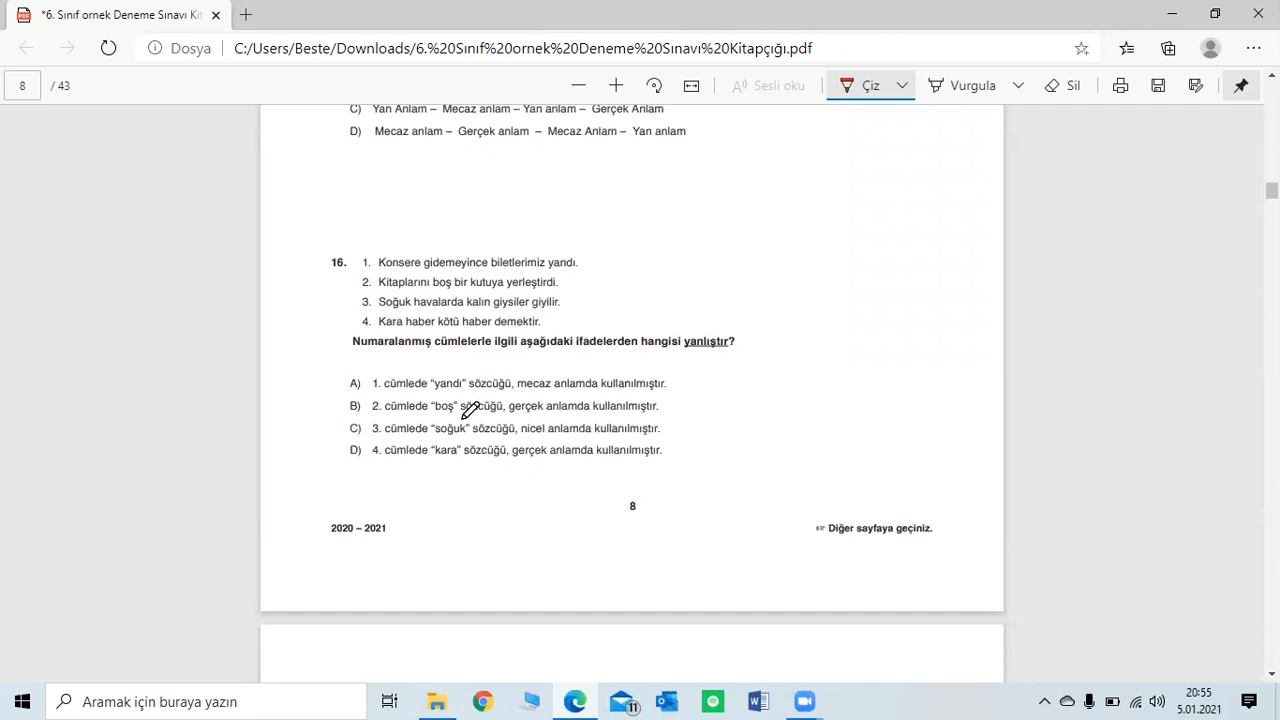 *6. Sınıf ornek Deneme Sınavı Kit
Dosya
C:/Users/Beste/Downloads/6.%20Sınıf%20ornek%20Deneme%20Sınavı%20Kitapçığı.pdf
8 / 43
Sesli oku
Çiz
Vurgula
Sil
C) Yan Anlam – Mecaz anlam – Yan anlam – Gerçek Anlam
D) Mecaz anlam – Gerçek anlam – Mecaz Anlam – Yan anlam
16. 1. Konsere gidemeyince biletlerimiz yandı.
2. Kitaplarını boş bir kutuya yerleştirdi.
3. Soğuk havalarda kalın giysiler giyilir.
4. Kara haber kötü haber demektir.
Numaralanmış cümlelerle ilgili aşağıdaki ifadelerden hangisi yanlıştır?
A) 1. cümlede “yandı” sözcüğü, mecaz anlamda kullanılmıştır.
B) 2. cümlede “boş” sözcüğü, gerçek anlamda kullanılmıştır.
C) 3. cümlede “soğuk” sözcüğü, nicel anlamda kullanılmıştır.
D) 4. cümlede “kara” sözcüğü, gerçek anlamda kullanılmıştır.
8
2020 – 2021
☞ Diğer sayfaya geçiniz.
Aramak için buraya yazın
11
20:55
5.01.2021